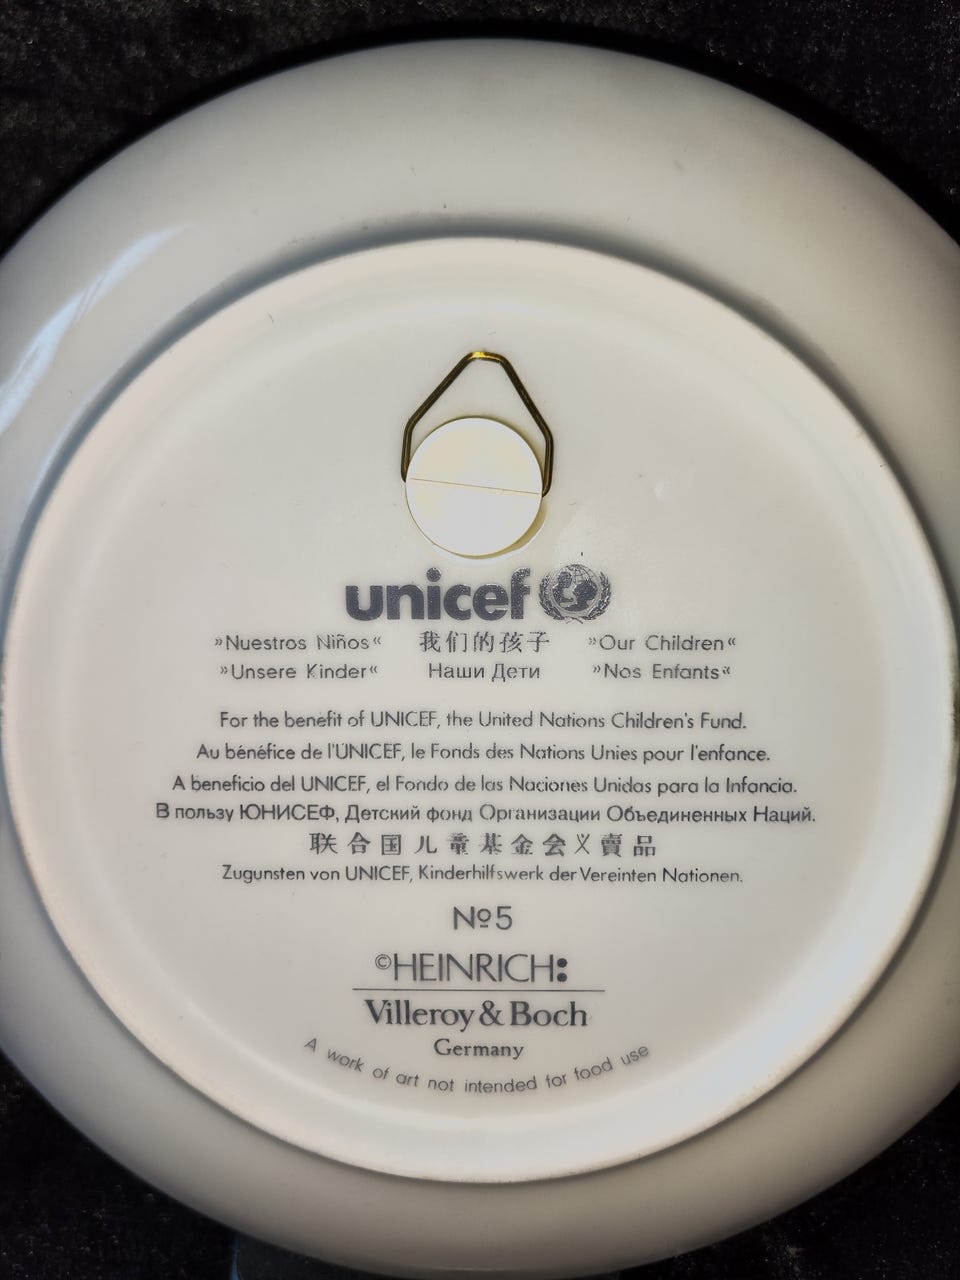 unicef
»Nuestros Niños« 我们的孩子 »Our Children«
»Unsere Kinder« Наши Дети »Nos Enfants«
For the benefit of UNICEF, the United Nations Children's Fund.
Au bénéfice de l'UNICEF, le Fonds des Nations Unies pour l'enfance.
A beneficio del UNICEF, el Fondo de las Naciones Unidas para la Infancia.
В пользу ЮНИСЕФ, Детский фонд Организации Объединенных Наций.
联合国儿童基金会义賣品
Zugunsten von UNICEF, Kinderhilfswerk der Vereinten Nationen.
№5
©HEINRICH:
Villeroy & Boch
Germany
A work of art not intended for food use